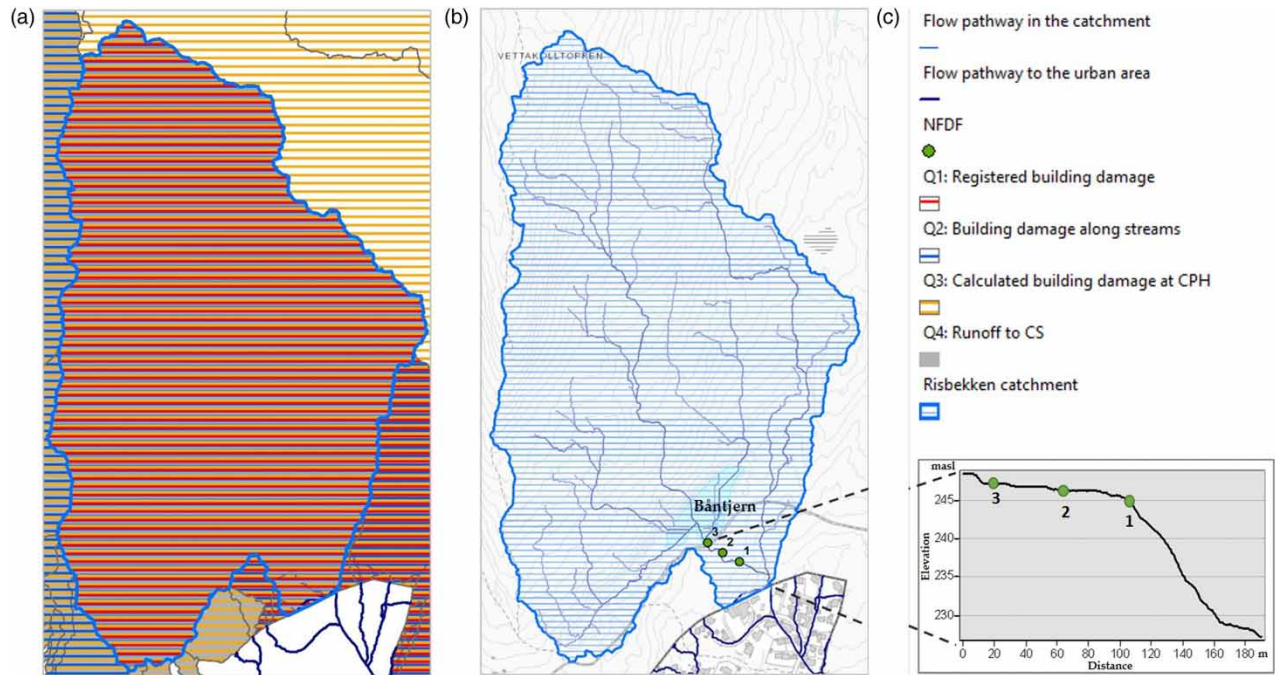 (a)
(b)
(c)
VETTAKOLLTOPPEN
Båntjern
3
2
1
Flow pathway in the catchment
Flow pathway to the urban area
NFDF
Q1: Registered building damage
Q2: Building damage along streams
Q3: Calculated building damage at CPH
Q4: Runoff to CS
Risbekken catchment
masl
245
240
235
230
Elevation
3
2
1
0 20 40 60 80 100 120 140 160 180 m
Distance